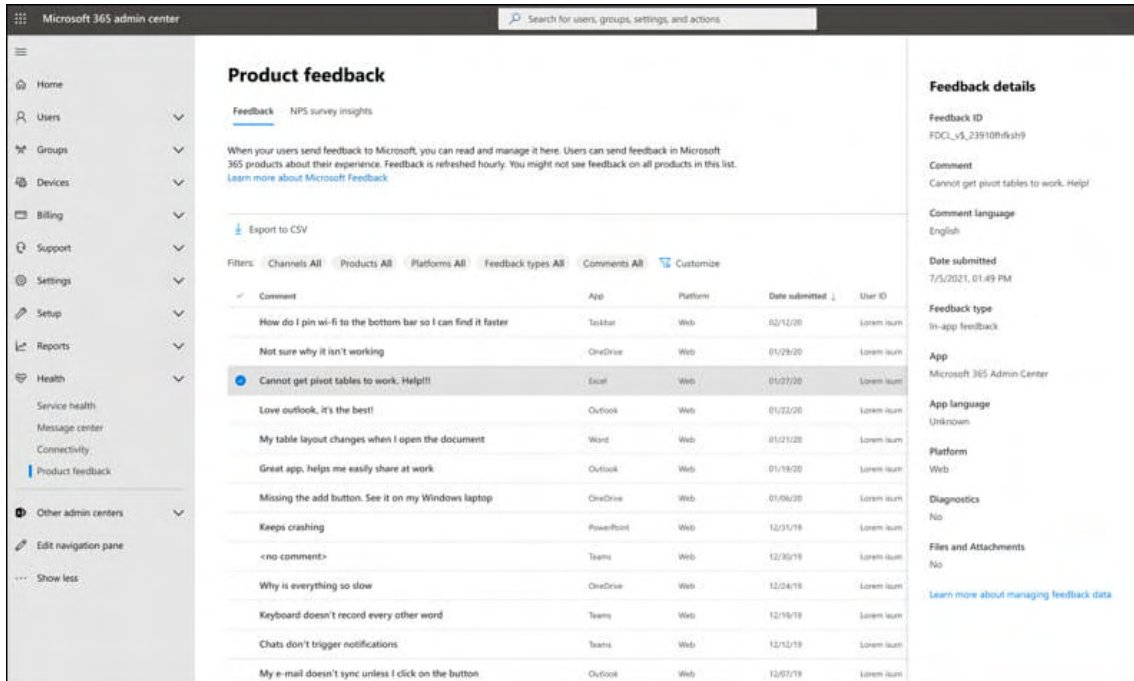 Microsoft 365 admin center
Search for users, groups, settings, and actions
Home
Users
Groups
Devices
Billing
Support
Settings
Setup
Reports
Health
Service health
Message center
Connectivity
Product feedback
Other admin centers
Edit navigation pane
Show less
Product feedback
Feedback NPS survey insights
When your users send feedback to Microsoft, you can read and manage it here. Users can send feedback in Microsoft
365 products about their experience. Feedback is refreshed hourly. You might not see feedback on all products in this list.
Learn more about Microsoft Feedback
Export to CSV
Filters: Channels All Products All Platforms All Feedback types All Comments All Customize
Comment App Platform Date submitted ↓ User ID
How do I pin wi-fi to the bottom bar so I can find it faster Taskbar Web 02/12/20 Lorem isum
Not sure why it isn't working OneDrive Web 01/29/20 Lorem isum
Cannot get pivot tables to work. Help!!! Excel Web 01/27/20 Lorem isum
Love outlook, it's the best! Outlook Web 01/22/20 Lorem isum
My table layout changes when I open the document Word Web 01/21/20 Lorem isum
Great app, helps me easily share at work Outlook Web 01/19/20 Lorem isum
Missing the add button. See it on my Windows laptop OneDrive Web 01/06/20 Lorem isum
Keeps crashing PowerPoint Web 12/31/19 Lorem isum
<no comment> Teams Web 12/30/19 Lorem isum
Why is everything so slow OneDrive Web 12/24/19 Lorem isum
Keyboard doesn't record every other word Teams Web 12/19/19 Lorem isum
Chats don't trigger notifications Teams Web 12/12/19 Lorem isum
My e-mail doesn't sync unless I click on the button Outlook Web 12/07/19 Lorem isum
Feedback details
Feedback ID
Comment
Cannot get pivot tables to work. Help!
Comment language
English
Date submitted
7/5/2021, 01:49 PM
Feedback type
In-app feedback
App
Microsoft 365 Admin Center
App language
Unknown
Platform
Web
Diagnostics
No
Files and Attachments
No
Learn more about managing feedback data